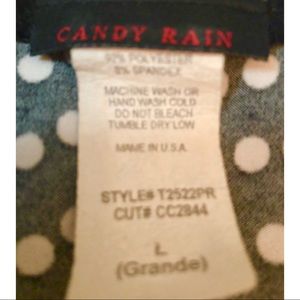 CANDY RAIN
92% POLYESTER
8% SPANDEX
MACHINE WASH OR
HAND WASH COLD
DO NOT BLEACH
TUMBLE DRY LOW
MADE IN U.S.A.
STYLE# T2522PR
CUT# CC2844
L
(Grande)